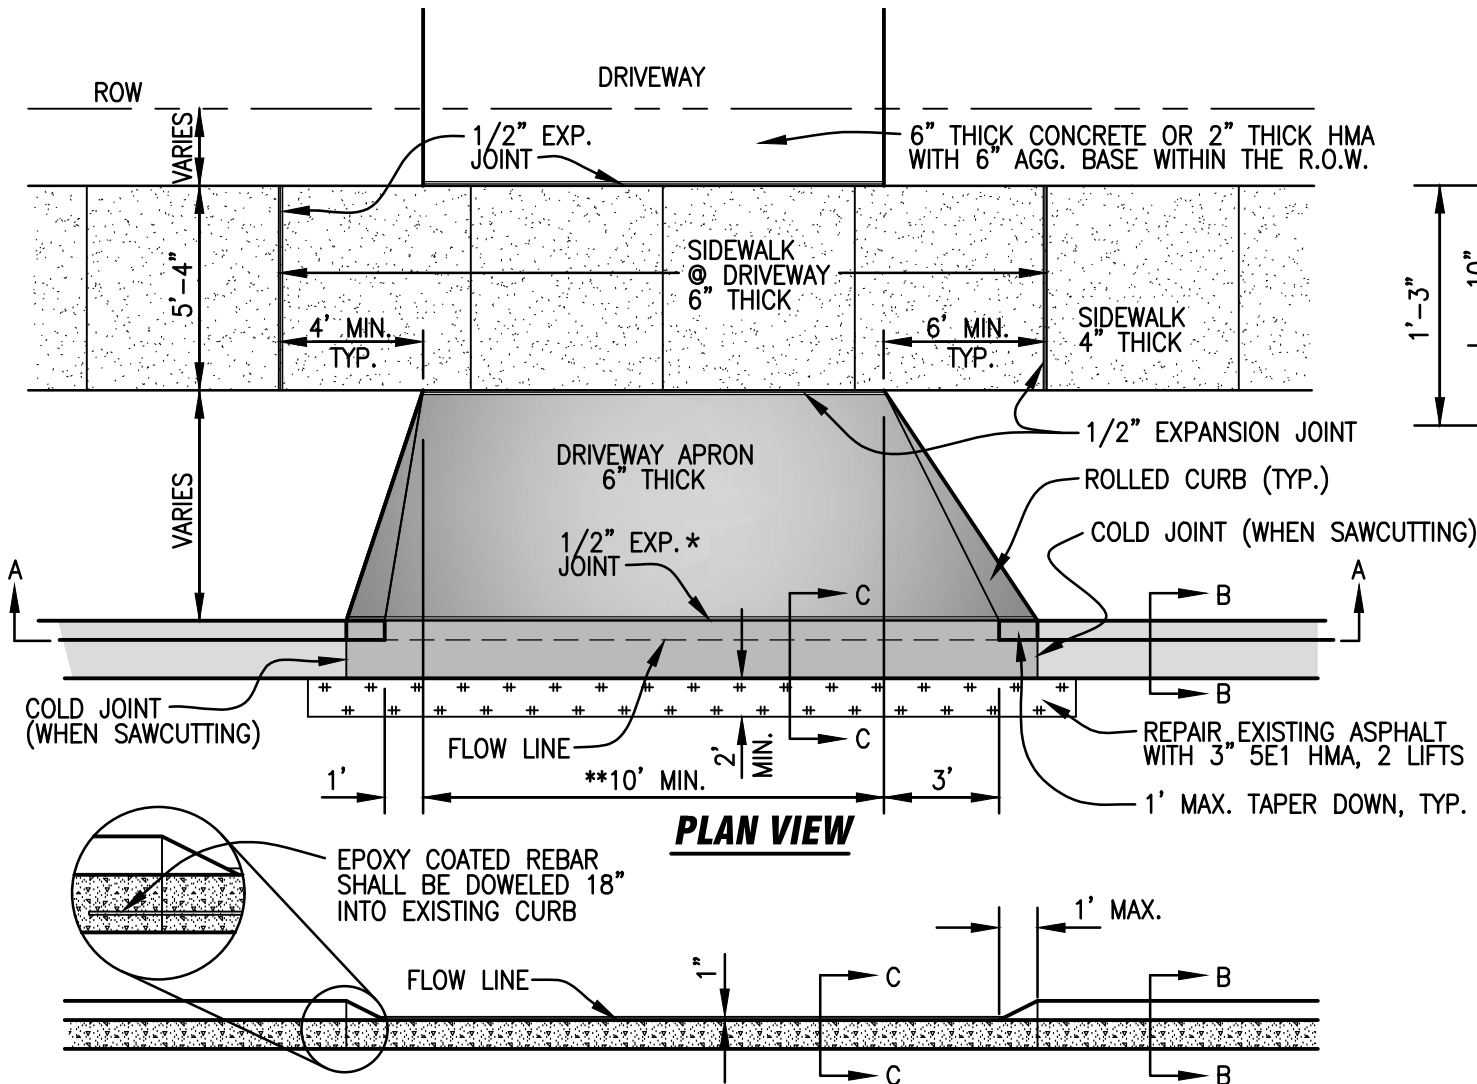 DRIVEWAY
ROW
VARIES
1/2" EXP.
JOINT
6" THICK CONCRETE OR 2" THICK HMA
WITH 6" AGG. BASE WITHIN THE R.O.W.
5'-4"
SIDEWALK
@ DRIVEWAY
6" THICK
4' MIN.
TYP.
6' MIN.
TYP.
SIDEWALK
4" THICK
1'-3"
10"
1/2" EXPANSION JOINT
DRIVEWAY APRON
6" THICK
ROLLED CURB (TYP.)
VARIES
1/2" EXP.*
JOINT
COLD JOINT (WHEN SAWCUTTING)
A
A
C
B
B
C
COLD JOINT
(WHEN SAWCUTTING)
FLOW LINE
2'
MIN.
REPAIR EXISTING ASPHALT
WITH 3" 5E1 HMA, 2 LIFTS
1'
**10' MIN.
3'
1' MAX. TAPER DOWN, TYP.
PLAN VIEW
EPOXY COATED REBAR
SHALL BE DOWELED 18"
INTO EXISTING CURB
1' MAX.
FLOW LINE
1"
C
B
C
B